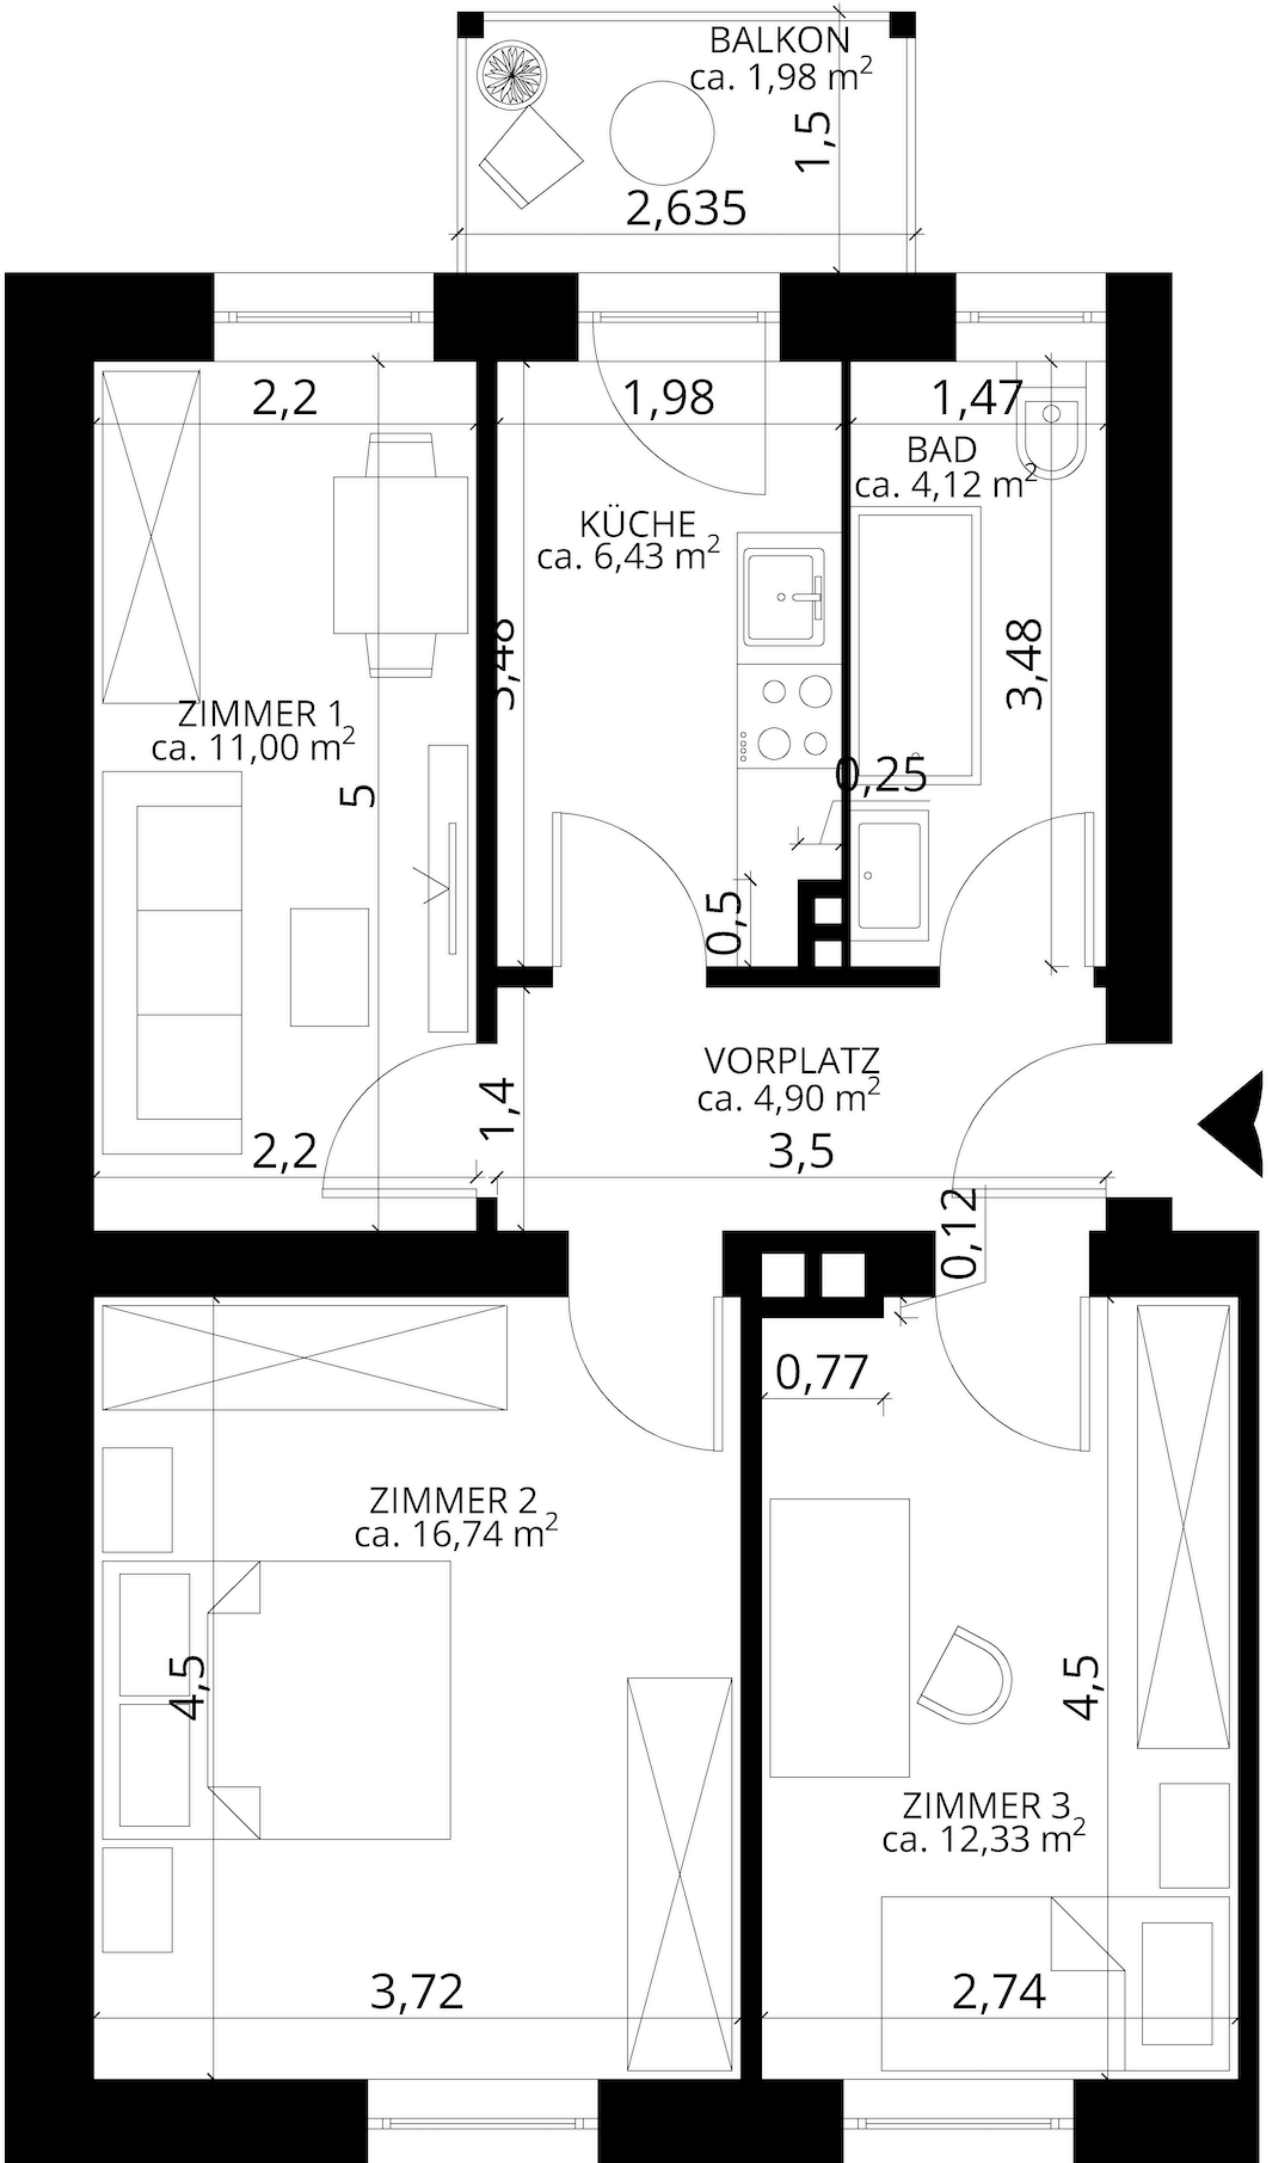 BALKON
ca. 1,98 m²
1,5
2,635
2,2
1,98
1,47
BAD
ca. 4,12 m²
KÜCHE
ca. 6,43 m²
3,48
3,48
ZIMMER 1
ca. 11,00 m²
5
0,25
0,5
VORPLATZ
ca. 4,90 m²
1,4
2,2
3,5
0,12
0,77
ZIMMER 2
ca. 16,74 m²
4,5
4,5
ZIMMER 3
ca. 12,33 m²
3,72
2,74